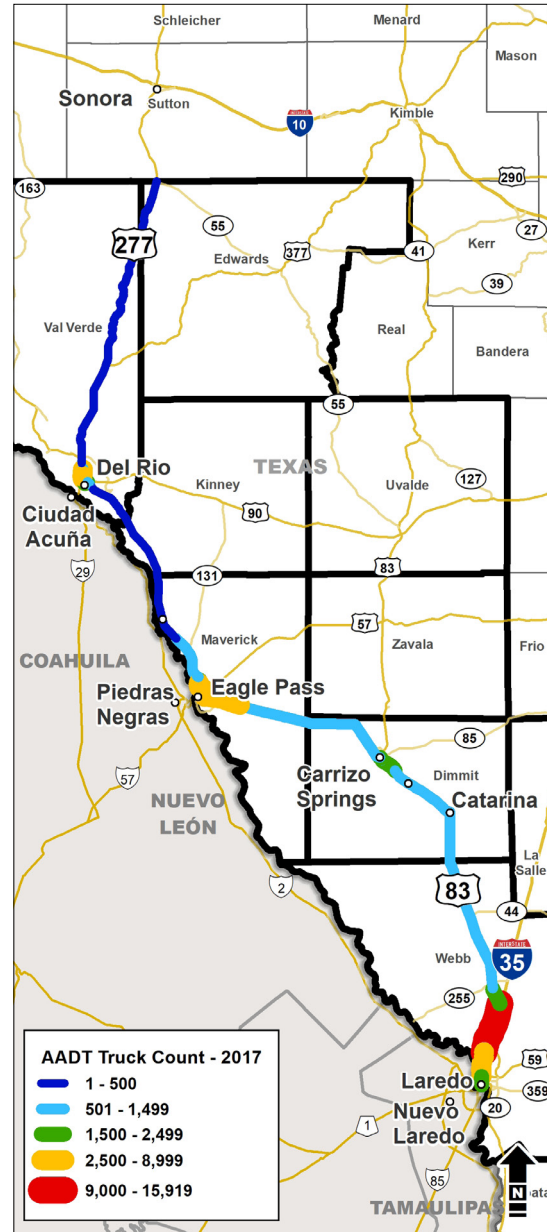 Schleicher
Menard
Mason
Sonora
Sutton
INTERSTATE
10
Kimble
163
290
277
55
377
41
Kerr
27
Edwards
39
Val Verde
Real
Bandera
55
Del Rio
TEXAS
Kinney
Uvalde
127
Ciudad
Acuña
90
29
131
83
57
Maverick
Zavala
Frio
COAHUILA
Eagle Pass
Piedras
Negras
85
Carrizo
Springs
Dimmit
57
Catarina
NUEVO
LEÓN
La
Salle
2
83
44
INTERSTATE
35
Webb
255
AADT Truck Count - 2017
1 - 500
501 - 1,499
1,500 - 2,499
2,500 - 8,999
9,000 - 15,919
59
Laredo
359
Nuevo
Laredo
20
1
85
N
TAMAULIPAS